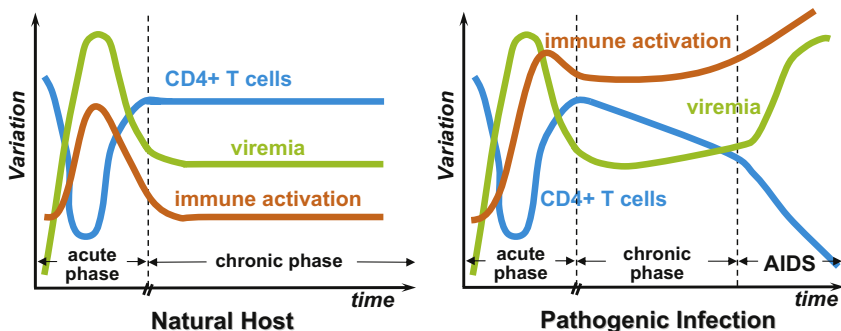 Variation
CD4+ T cells
viremia
immune activation
acute
phase
chronic phase
time
Natural Host
Variation
immune activation
viremia
CD4+ T cells
acute
phase
chronic
phase
AIDS
time
Pathogenic Infection